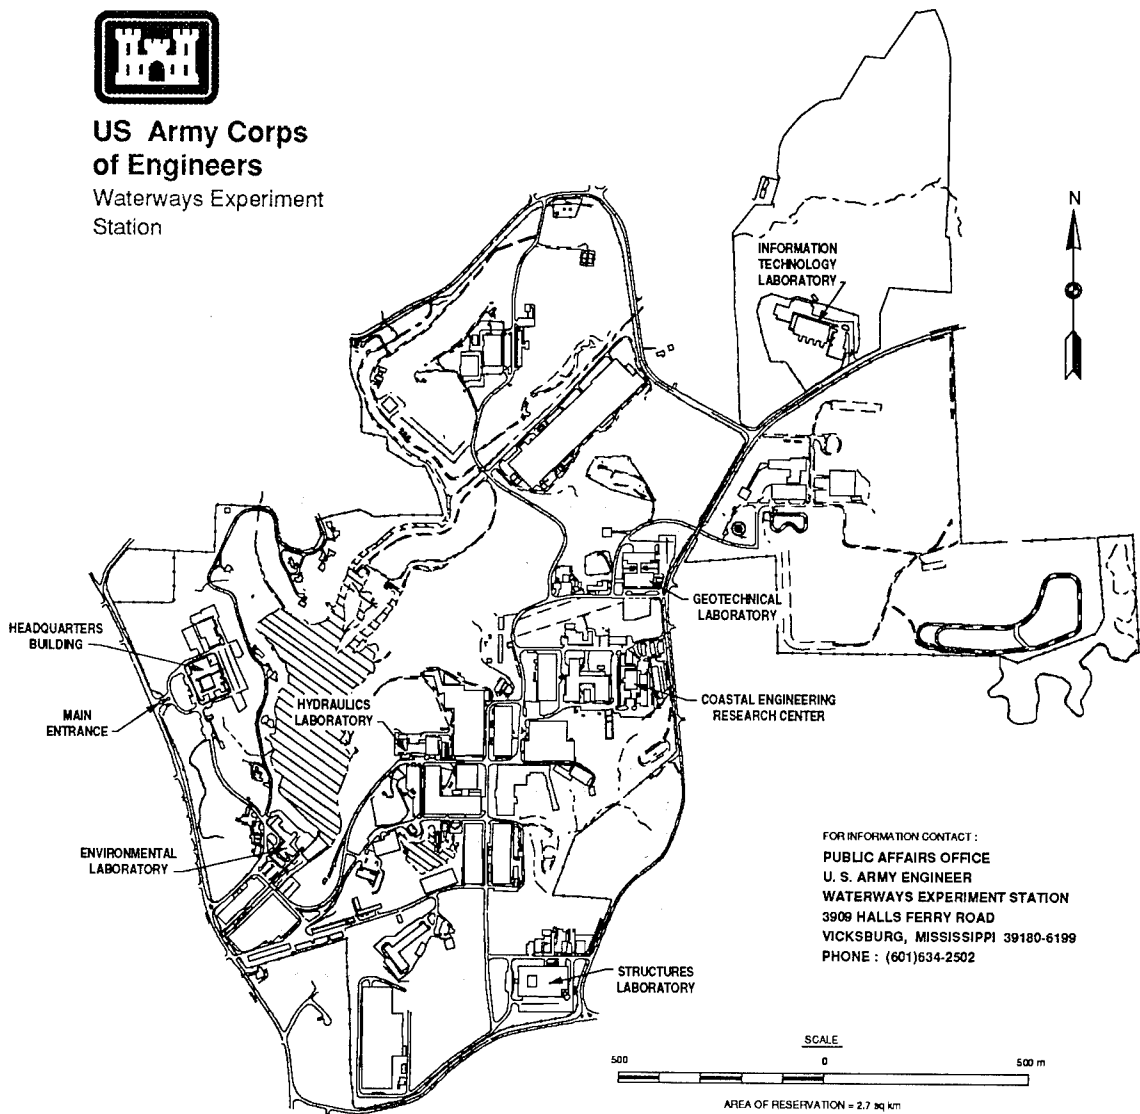 US Army Corps
of Engineers
Waterways Experiment
Station
N
INFORMATION
TECHNOLOGY
LABORATORY
GEOTECHNICAL
LABORATORY
HEADQUARTERS
BUILDING
MAIN
ENTRANCE
HYDRAULICS
LABORATORY
COASTAL ENGINEERING
RESEARCH CENTER
ENVIRONMENTAL
LABORATORY
STRUCTURES
LABORATORY
FOR INFORMATION CONTACT :
PUBLIC AFFAIRS OFFICE
U. S. ARMY ENGINEER
WATERWAYS EXPERIMENT STATION
3909 HALLS FERRY ROAD
VICKSBURG, MISSISSIPPI 39180-6199
PHONE : (601)634-2502
SCALE
500 0 500 m
AREA OF RESERVATION = 2.7 sq km